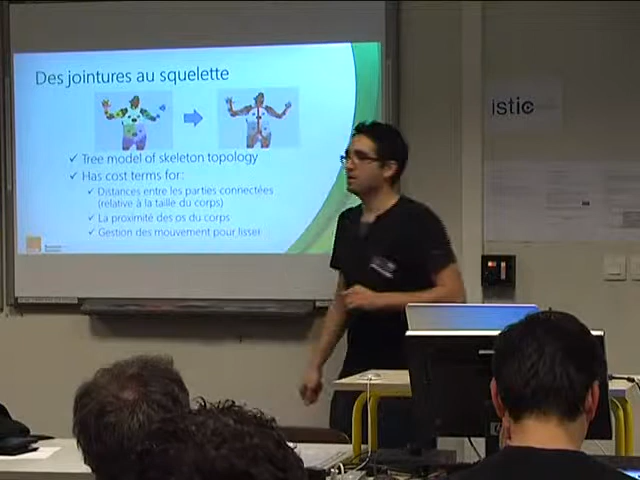 Des jointures au squelette
✓ Tree model of skeleton topology
✓ Has cost terms for:
✓ Distances entre les parties connectées
(relative à la taille du corps)
✓ La proximité des os du corps
✓ Gestion des mouvement pour lisser
istic